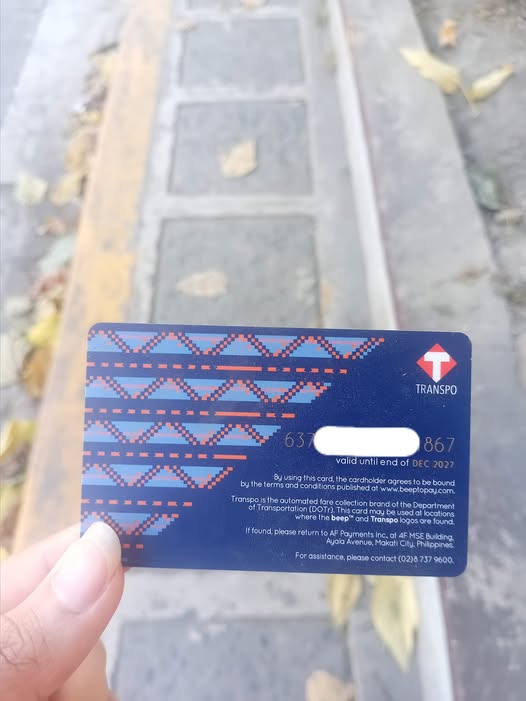 TRANSPO
637 867
valid until end of DEC 2027
By using this card, the cardholder agrees to be bound
by the terms and conditions published at www.beeptopay.com.
Transpo is the automated fare collection brand of the Department
of Transportation (DOTr). This card may be used at locations
where the beep™ and Transpo logos are found.
If found, please return to AF Payments Inc., at 4F MSE Building,
Ayala Avenue, Makati City, Philippines.
For assistance, please contact (02)8 737 9600.